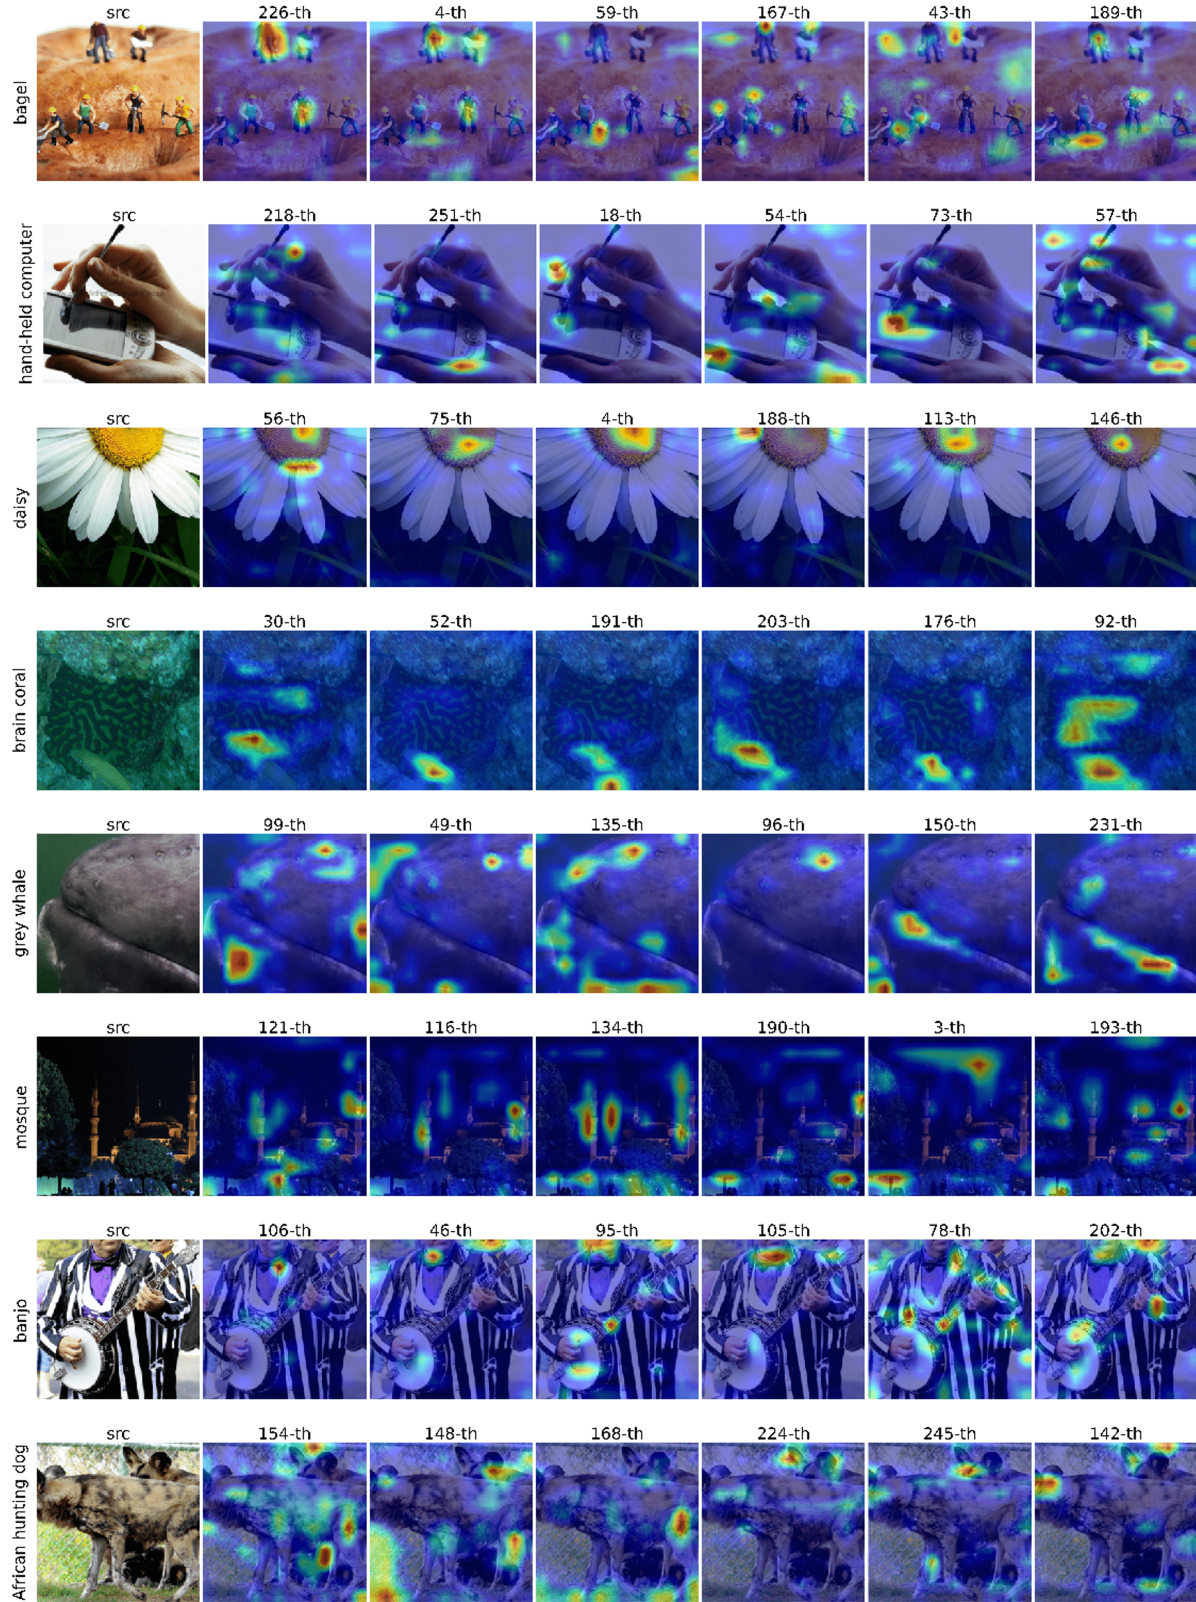 src 226-th 4-th 59-th 167-th 43-th 189-th
bagel
src 218-th 251-th 18-th 54-th 73-th 57-th
hand-held computer
src 56-th 75-th 4-th 188-th 113-th 146-th
daisy
src 30-th 52-th 191-th 203-th 176-th 92-th
brain coral
src 99-th 49-th 135-th 96-th 150-th 231-th
grey whale
src 121-th 116-th 134-th 190-th 3-th 193-th
mosque
src 106-th 46-th 95-th 105-th 78-th 202-th
banjo
src 154-th 148-th 168-th 224-th 245-th 142-th
African hunting dog